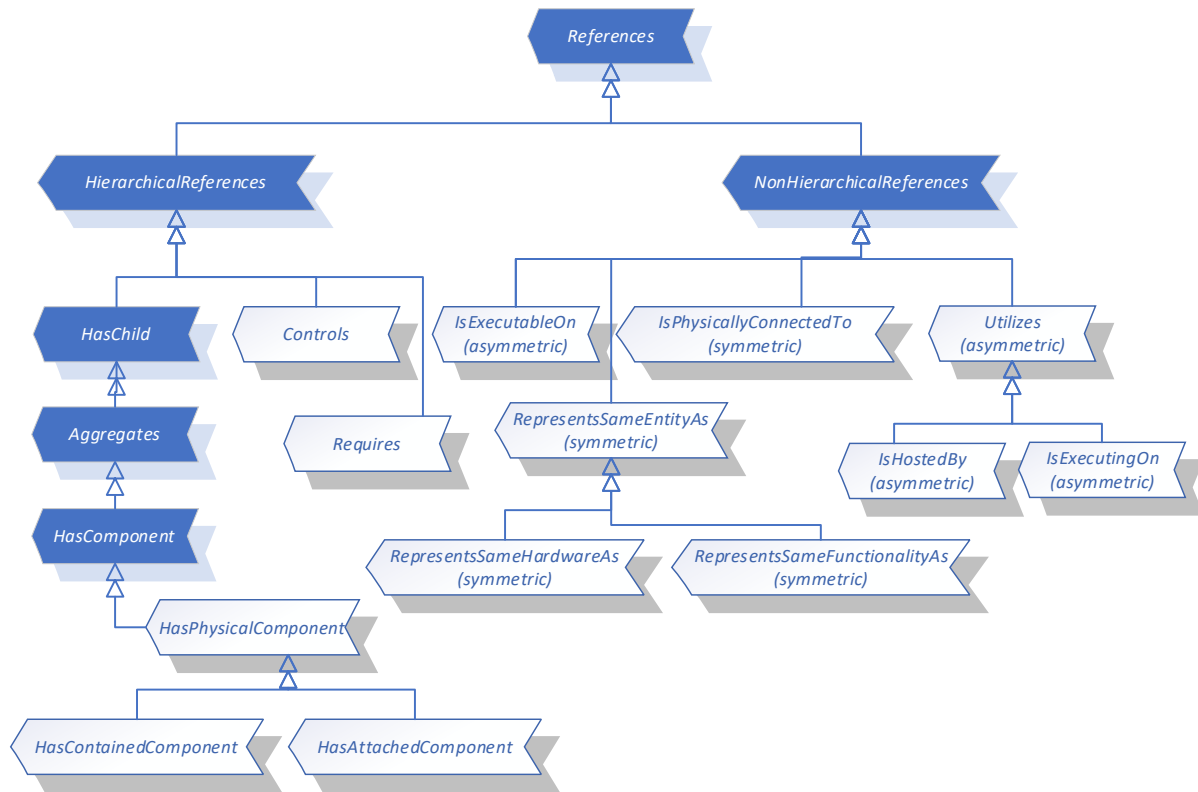 References
HierarchicalReferences
NonHierarchicalReferences
HasChild
Controls
IsExecutableOn
(asymmetric)
IsPhysicallyConnectedTo
(symmetric)
Utilizes
(asymmetric)
Aggregates
Requires
RepresentsSameEntityAs
(symmetric)
IsHostedBy
(asymmetric)
IsExecutingOn
(asymmetric)
HasComponent
RepresentsSameHardwareAs
(symmetric)
RepresentsSameFunctionalityAs
(symmetric)
HasPhysicalComponent
HasContainedComponent
HasAttachedComponent